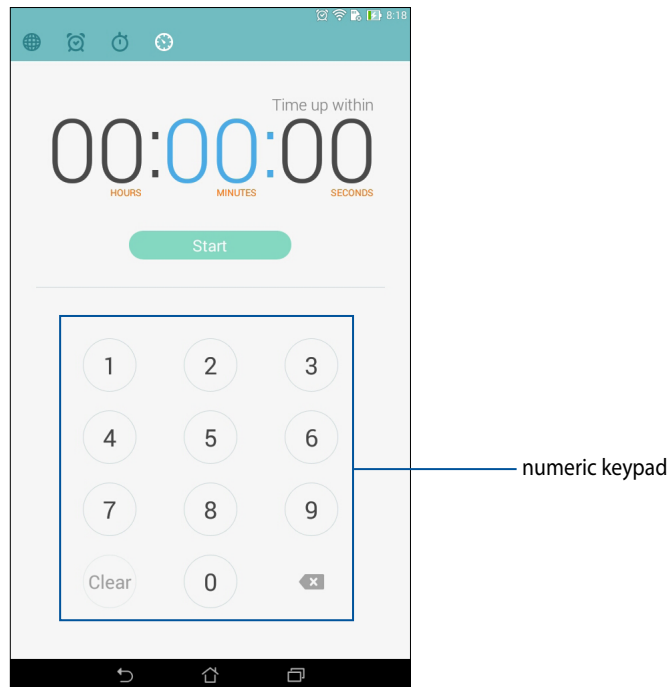 8:18
Time up within
00:00:00
HOURS MINUTES SECONDS
Start
1 2 3
4 5 6
numeric keypad
7 8 9
Clear 0